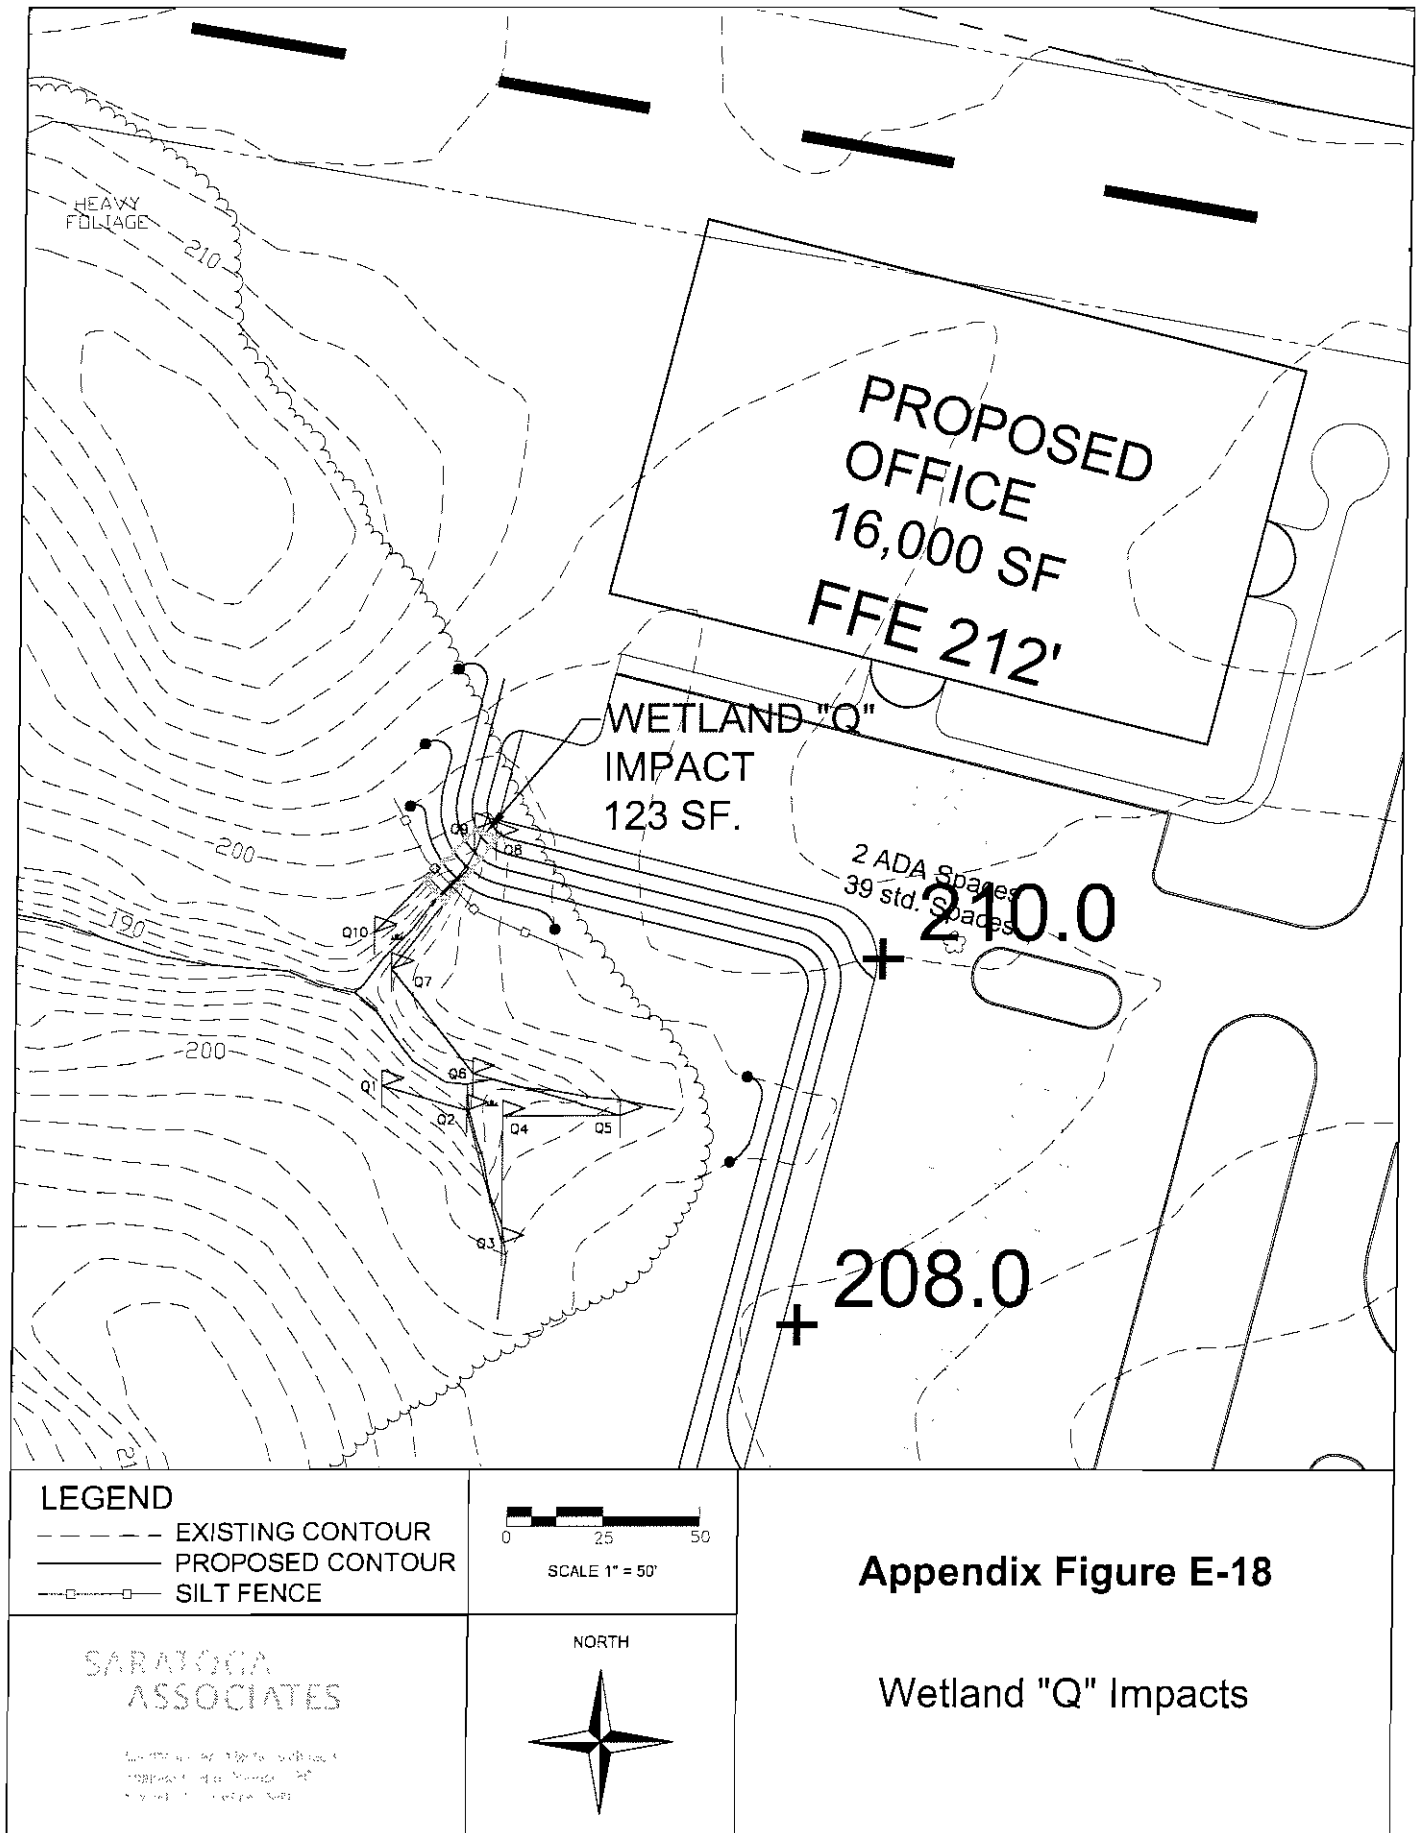 HEAVY
FOLIAGE
210
PROPOSED
OFFICE
16,000 SF
FFE 212'
WETLAND "Q"
IMPACT
123 SF.
Q9
Q8
200
2 ADA Spaces
39 std. Spaces
210.0
190
Q10
Q7
200
Q1
Q6
Q2
Q4
Q5
Q3
208.0
LEGEND
EXISTING CONTOUR
PROPOSED CONTOUR
SILT FENCE
0 25 50
SCALE 1" = 50'
Appendix Figure E-18
Wetland "Q" Impacts
SARATOGA
ASSOCIATES
NORTH